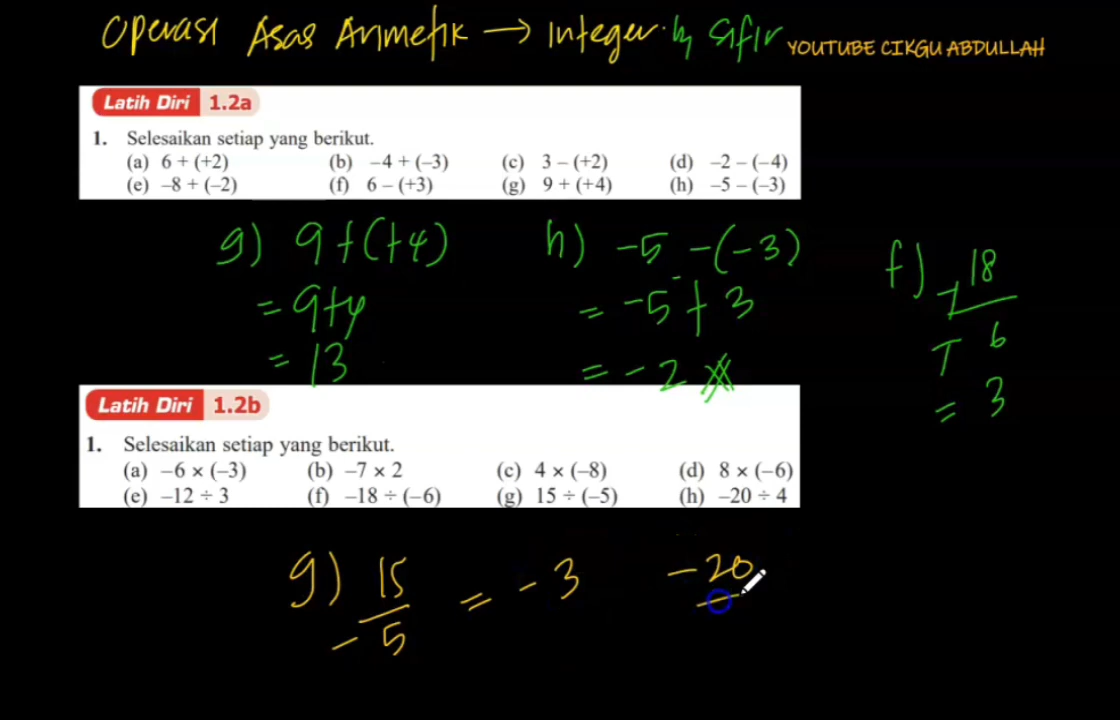 Operasi Asas Arimetik → Integer by Sifir YOUTUBE CIKGU ABDULLAH
Latih Diri 1.2a
1. Selesaikan setiap yang berikut.
(a) 6 + (+2) (b) –4 + (–3) (c) 3 – (+2) (d) –2 – (–4)
(e) –8 + (–2) (f) 6 – (+3) (g) 9 + (+4) (h) –5 – (–3)
g) 9+(+4)
= 9+4
= 13
h) -5 -(-3)
= -5 + 3
= -2
f) 18
6
= 3
Latih Diri 1.2b
1. Selesaikan setiap yang berikut.
(a) –6 × (–3) (b) –7 × 2 (c) 4 × (–8) (d) 8 × (–6)
(e) –12 ÷ 3 (f) –18 ÷ (–6) (g) 15 ÷ (–5) (h) –20 ÷ 4
g) 15
-5
= -3
-20